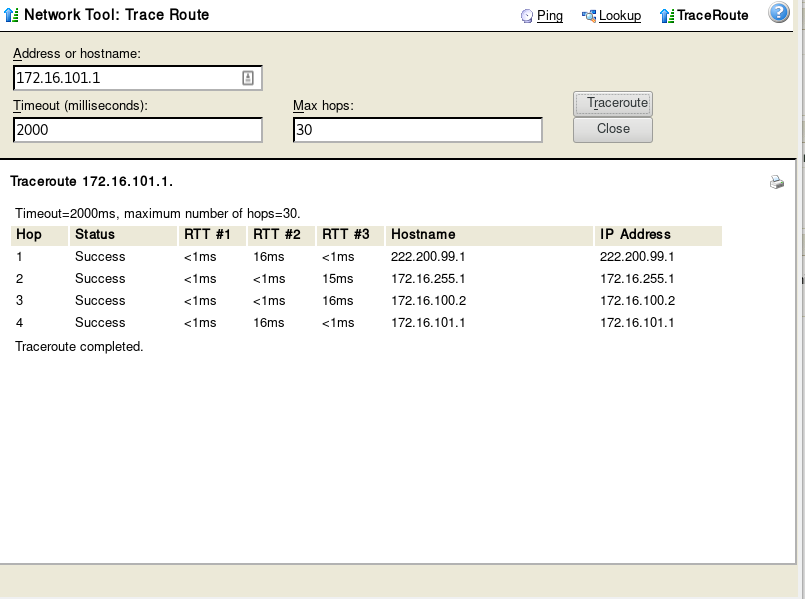 Network Tool: Trace Route Ping Lookup TraceRoute
Address or hostname:
172.16.101.1
Timeout (milliseconds): Max hops: Traceroute
2000 30 Close
Traceroute 172.16.101.1.
Timeout=2000ms, maximum number of hops=30.
Hop Status RTT #1 RTT #2 RTT #3 Hostname IP Address
1 Success <1ms 16ms <1ms 222.200.99.1 222.200.99.1
2 Success <1ms <1ms 15ms 172.16.255.1 172.16.255.1
3 Success <1ms <1ms 16ms 172.16.100.2 172.16.100.2
4 Success <1ms 16ms <1ms 172.16.101.1 172.16.101.1
Traceroute completed.